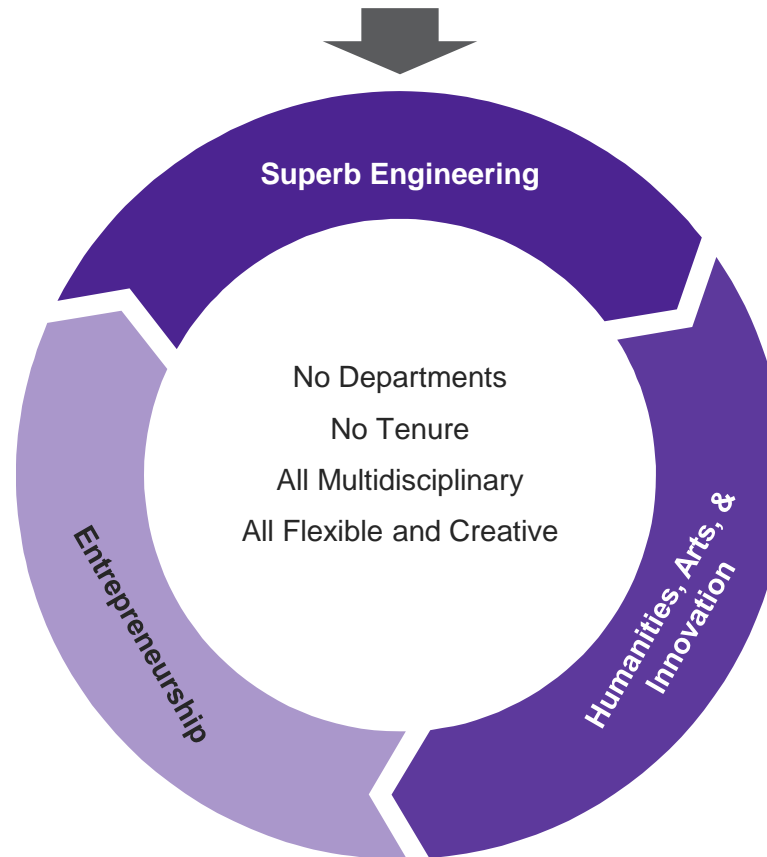 Superb Engineering
No Departments
No Tenure
All Multidisciplinary
All Flexible and Creative
Humanities, Arts, &
Innovation
Entrepreneurship